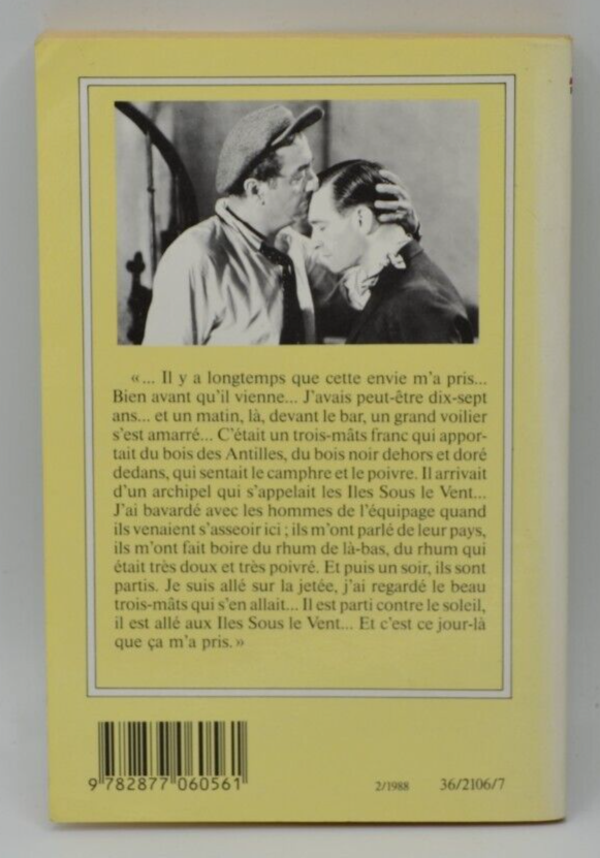 «... Il y a longtemps que cette envie m'a pris...
Bien avant qu'il vienne... J'avais peut-être dix-sept
ans... et un matin, là, devant le bar, un grand voilier
s'est amarré... C'était un trois-mâts franc qui appor-
tait du bois des Antilles, du bois noir dehors et doré
dedans, qui sentait le camphre et le poivre. Il arrivait
d'un archipel qui s'appelait les Iles Sous le Vent...
J'ai bavardé avec les hommes de l'équipage quand
ils venaient s'asseoir ici ; ils m'ont parlé de leur pays,
ils m'ont fait boire du rhum de là-bas, du rhum qui
était très doux et très poivré. Et puis un soir, ils sont
partis. Je suis allé sur la jetée, j'ai regardé le beau
trois-mâts qui s'en allait... Il est parti contre le soleil,
il est allé aux Iles Sous le Vent... Et c'est ce jour-là
que ça m'a pris.»
9 782877 060561
2/1988
36/2106/7